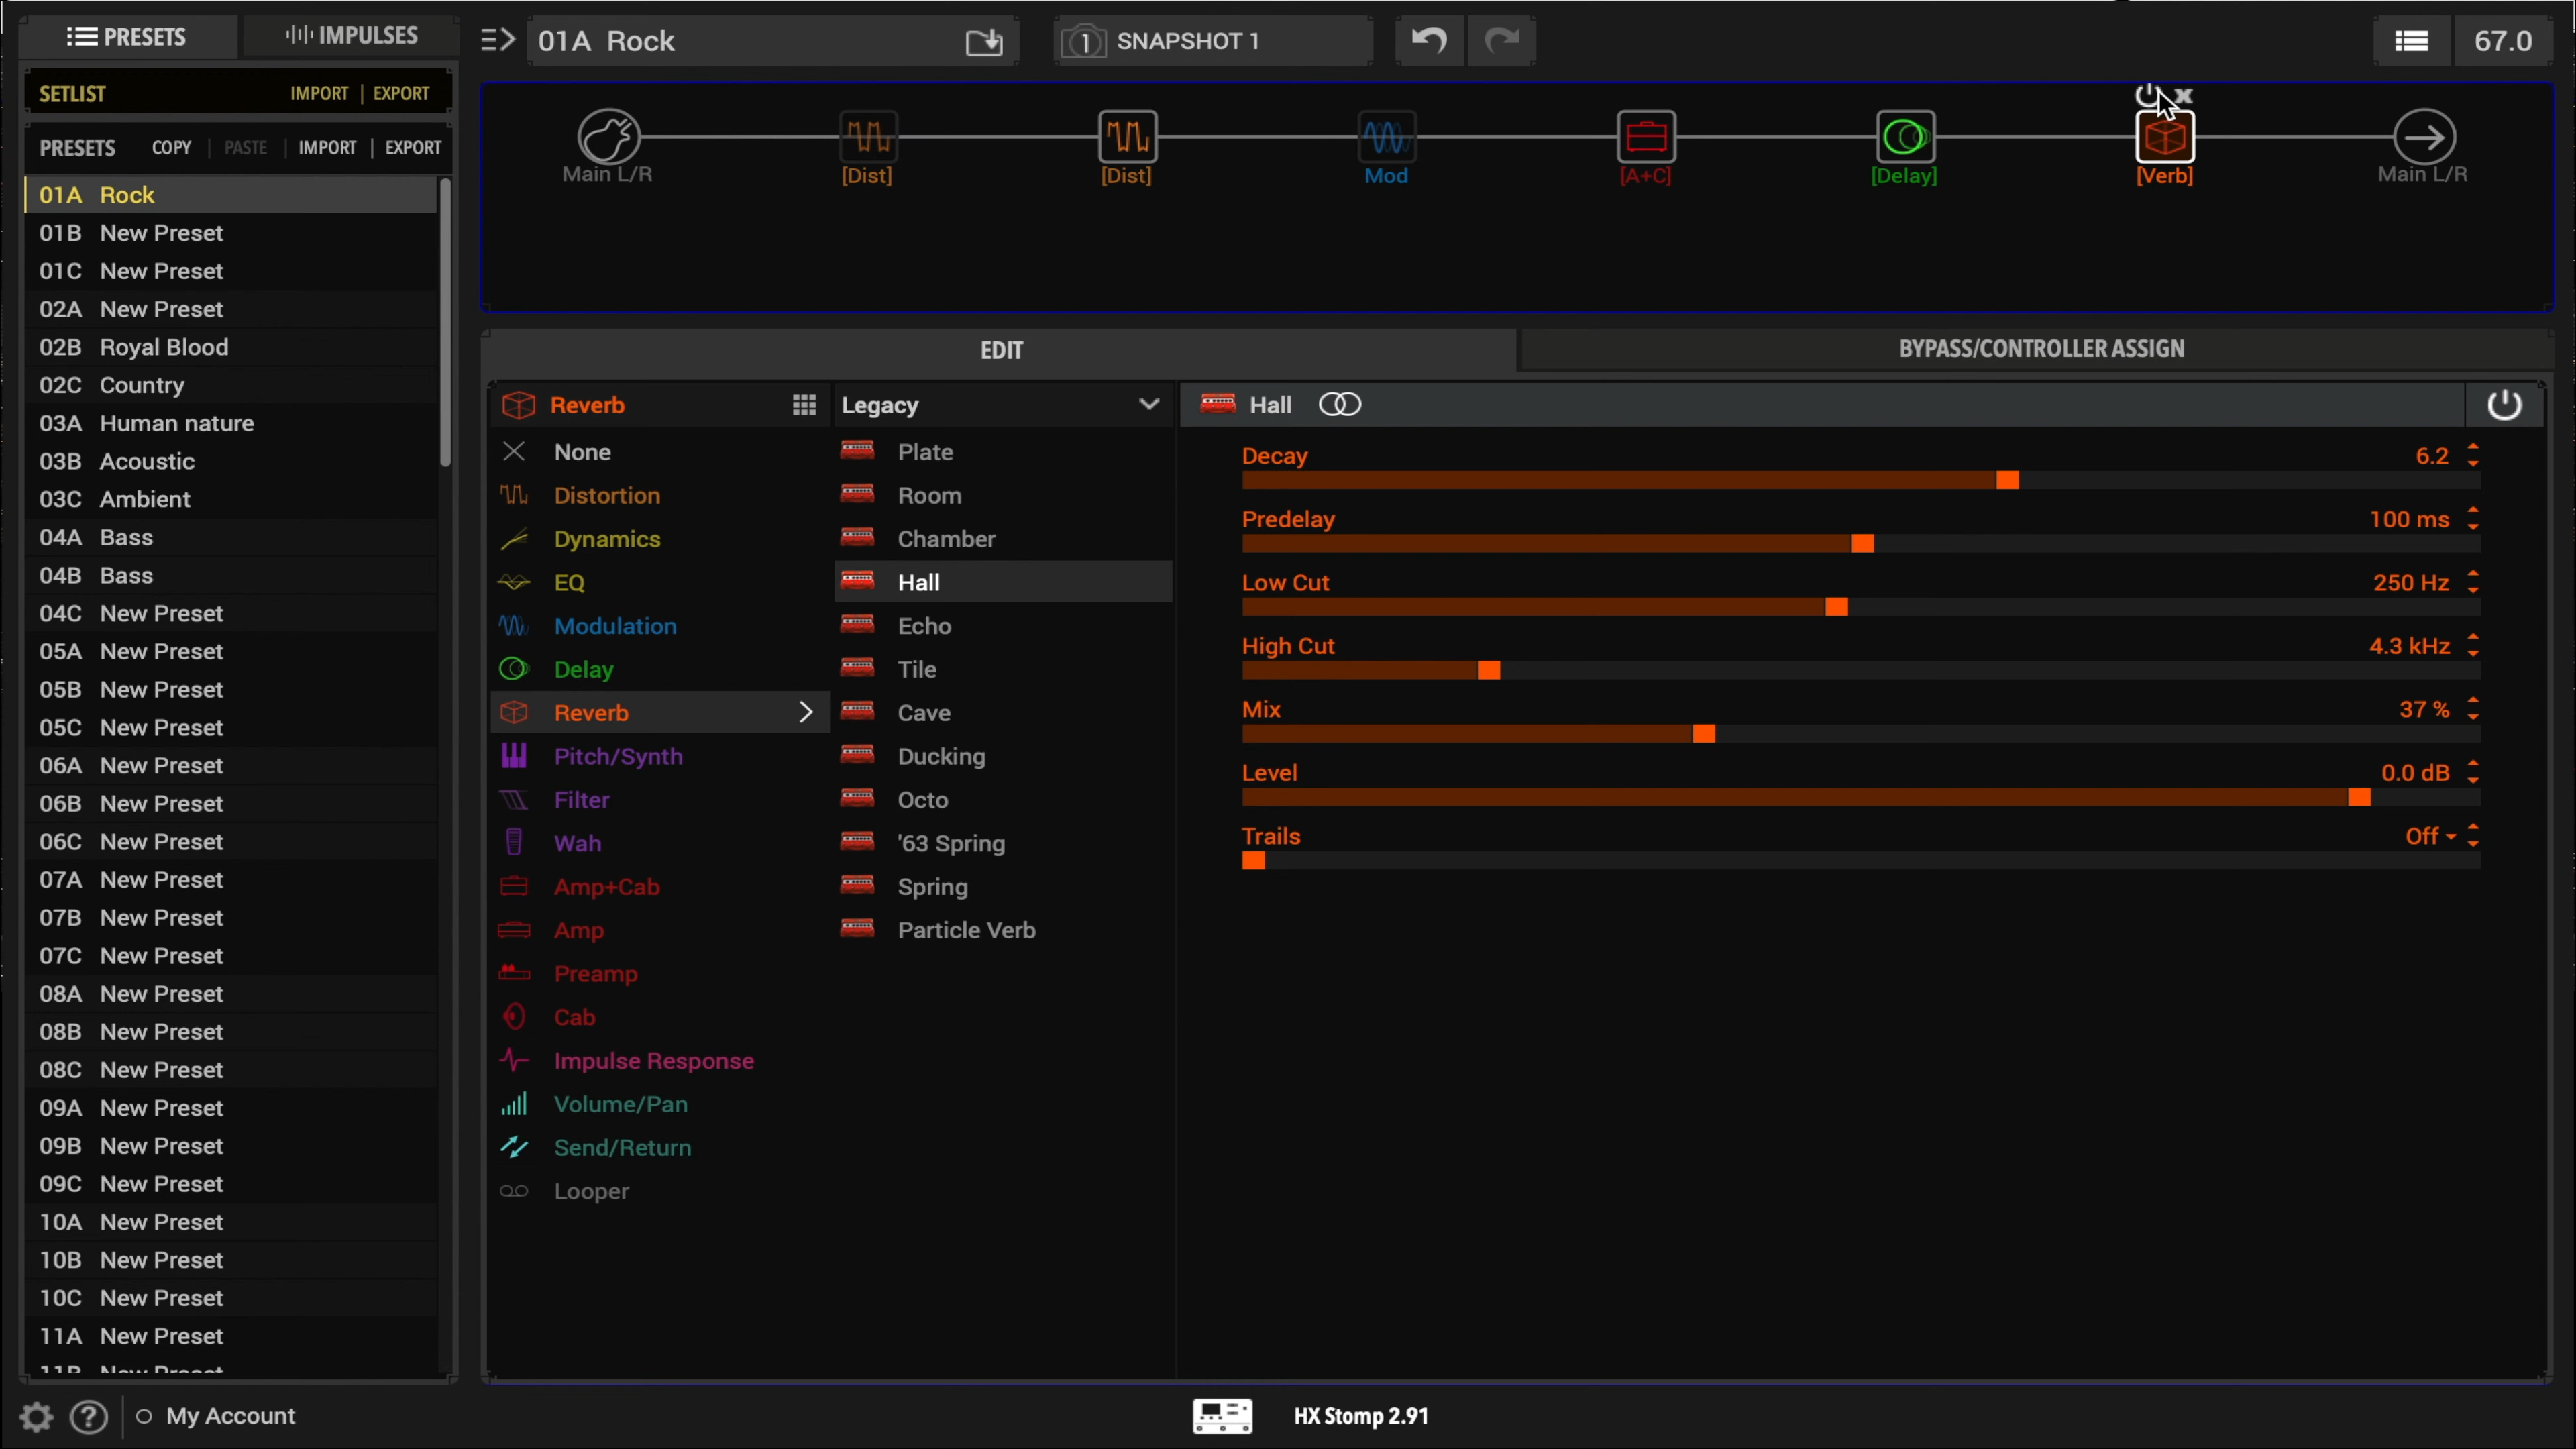 PRESETS
IMPULSES
01A Rock
1 SNAPSHOT 1
67.0
SETLIST IMPORT | EXPORT
PRESETS COPY | PASTE | IMPORT | EXPORT
01A Rock
01B New Preset
01C New Preset
02A New Preset
02B Royal Blood
02C Country
03A Human nature
03B Acoustic
03C Ambient
04A Bass
04B Bass
04C New Preset
05A New Preset
05B New Preset
05C New Preset
06A New Preset
06B New Preset
06C New Preset
07A New Preset
07B New Preset
07C New Preset
08A New Preset
08B New Preset
08C New Preset
09A New Preset
09B New Preset
09C New Preset
10A New Preset
10B New Preset
10C New Preset
11A New Preset
11B New Preset
Main L/R
[Dist]
[Dist]
Mod
[A+C]
[Delay]
[Verb]
Main L/R
EDIT
BYPASS/CONTROLLER ASSIGN
Reverb
None
Distortion
Dynamics
EQ
Modulation
Delay
Reverb
Pitch/Synth
Filter
Wah
Amp+Cab
Amp
Preamp
Cab
Impulse Response
Volume/Pan
Send/Return
Looper
Legacy
Plate
Room
Chamber
Hall
Echo
Tile
Cave
Ducking
Octo
'63 Spring
Spring
Particle Verb
Hall
Decay 6.2
Predelay 100 ms
Low Cut 250 Hz
High Cut 4.3 kHz
Mix 37 %
Level 0.0 dB
Trails Off
? My Account
HX Stomp 2.91